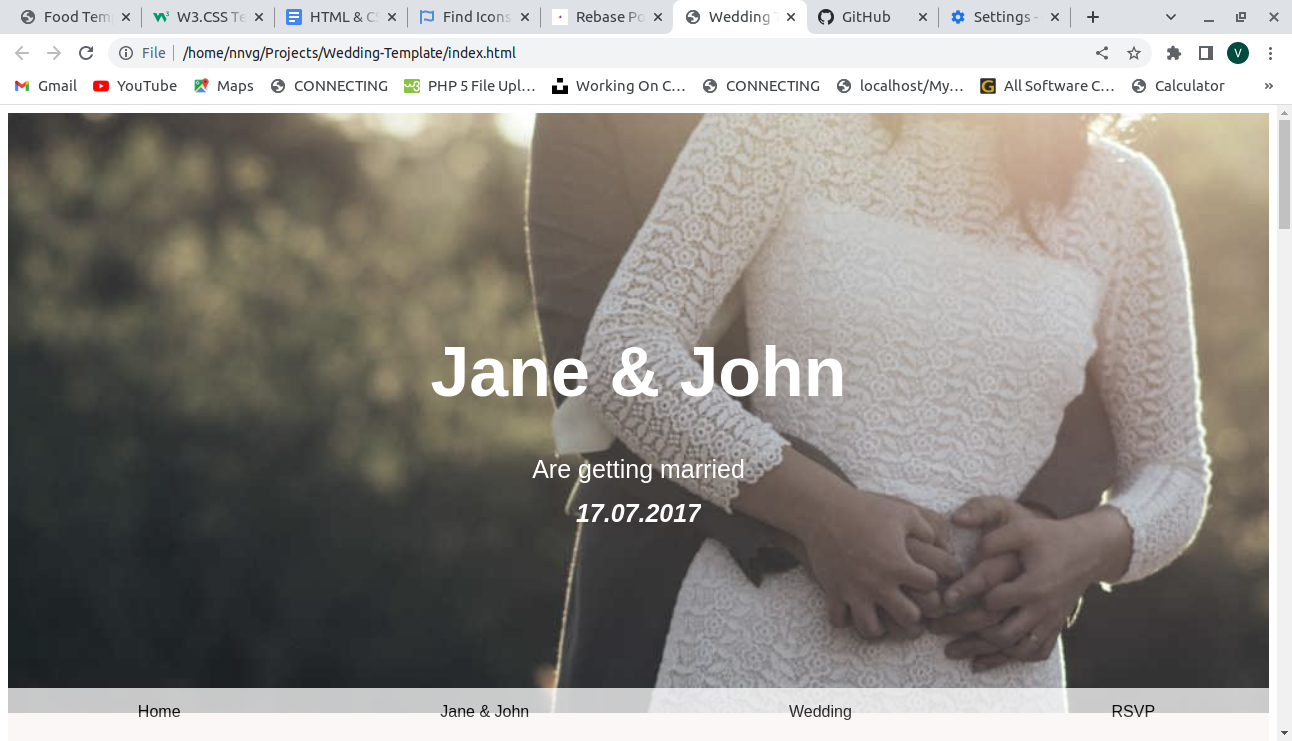 Food Temp
W3.CSS Te
HTML & CS
Find Icons
Rebase Po
Wedding T
GitHub
Settings -
File
/home/nnvg/Projects/Wedding-Template/index.html
V
Gmail
YouTube
Maps
CONNECTING
PHP 5 File Upl...
Working On C...
CONNECTING
localhost/My...
All Software C...
Calculator
»
Jane & John
Are getting married
17.07.2017
Home
Jane & John
Wedding
RSVP